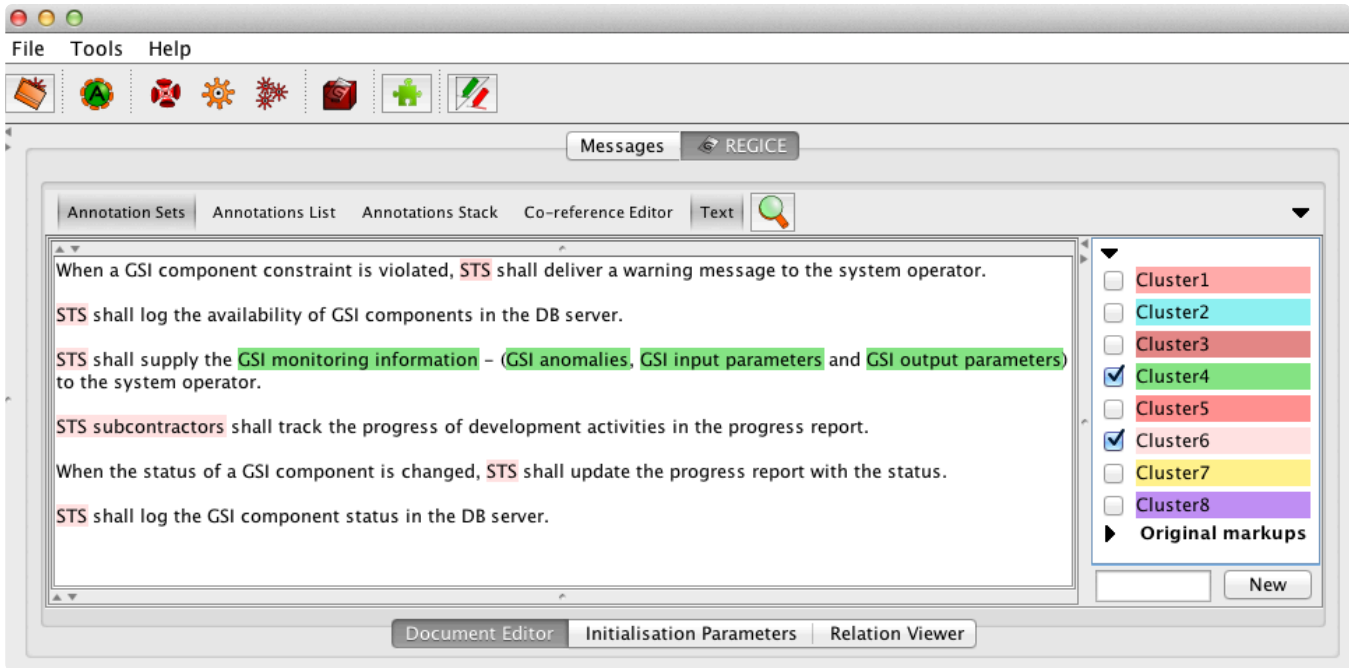 File Tools Help
Messages REGICE
Annotation Sets Annotations List Annotations Stack Co-reference Editor Text
When a GSI component constraint is violated, STS shall deliver a warning message to the system operator.
STS shall log the availability of GSI components in the DB server.
STS shall supply the GSI monitoring information – (GSI anomalies, GSI input parameters and GSI output parameters)
to the system operator.
STS subcontractors shall track the progress of development activities in the progress report.
When the status of a GSI component is changed, STS shall update the progress report with the status.
STS shall log the GSI component status in the DB server.
Cluster1
Cluster2
Cluster3
Cluster4
Cluster5
Cluster6
Cluster7
Cluster8
Original markups
New
Document Editor Initialisation Parameters Relation Viewer